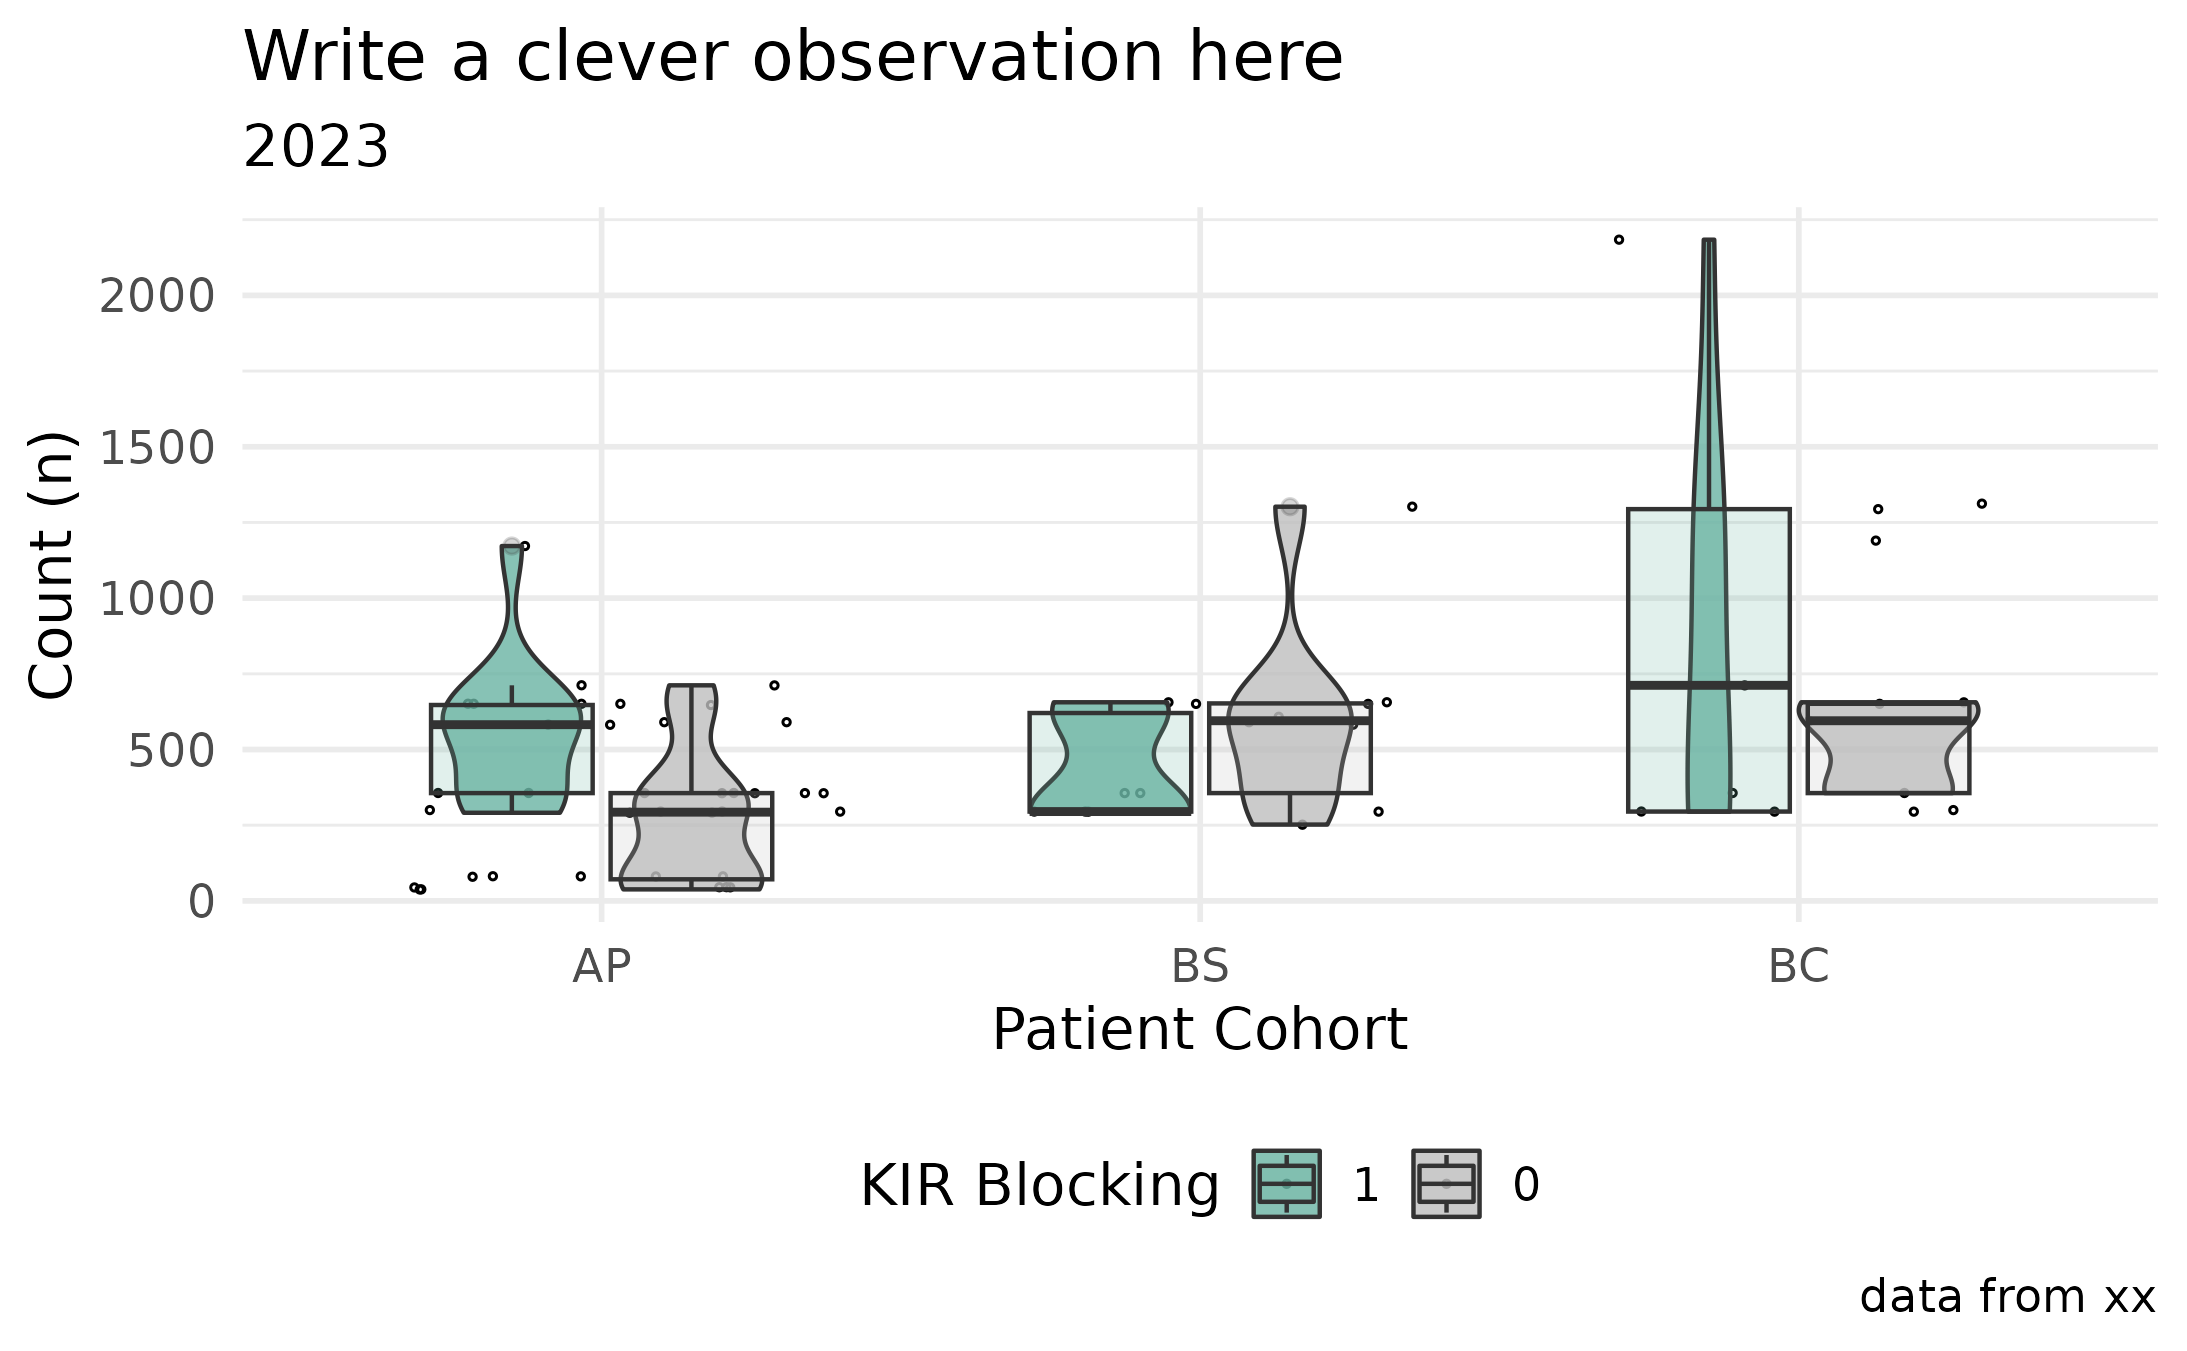 Write a clever observation here
2023
Count (n)
2000
1500
1000
500
0
AP BS BC
Patient Cohort
KIR Blocking 1 0
data from xx